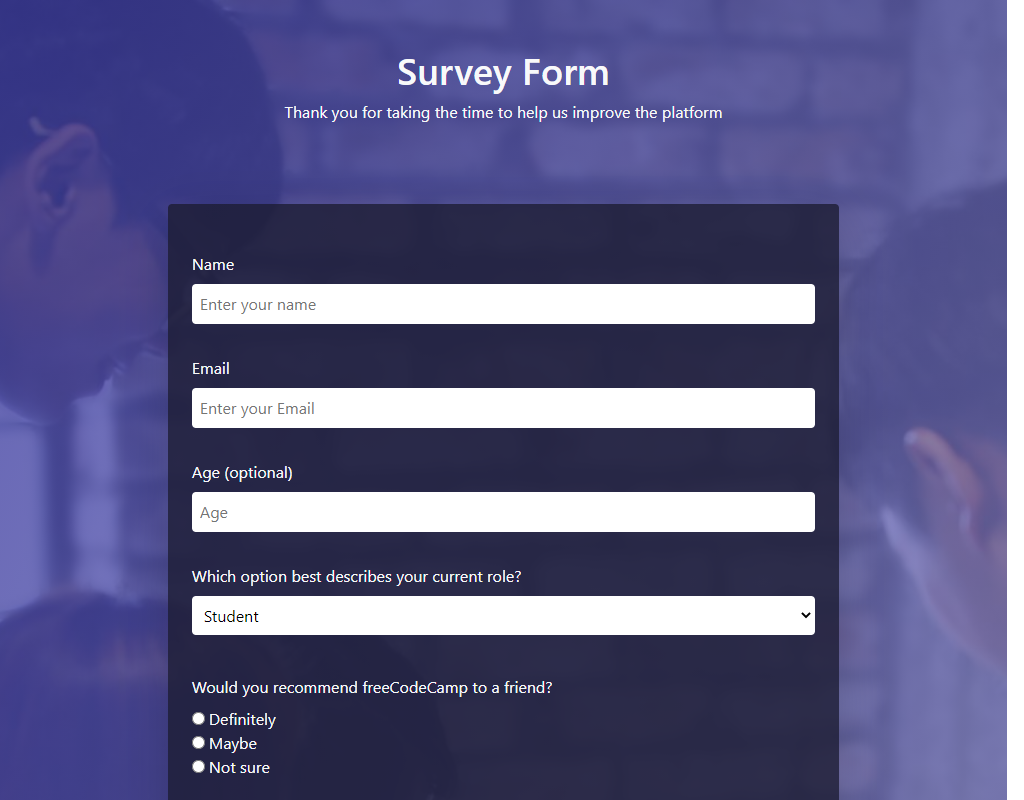 Survey Form
Thank you for taking the time to help us improve the platform
Name
Enter your name
Email
Enter your Email
Age (optional)
Age
Which option best describes your current role?
Student
Would you recommend freeCodeCamp to a friend?
Definitely
Maybe
Not sure